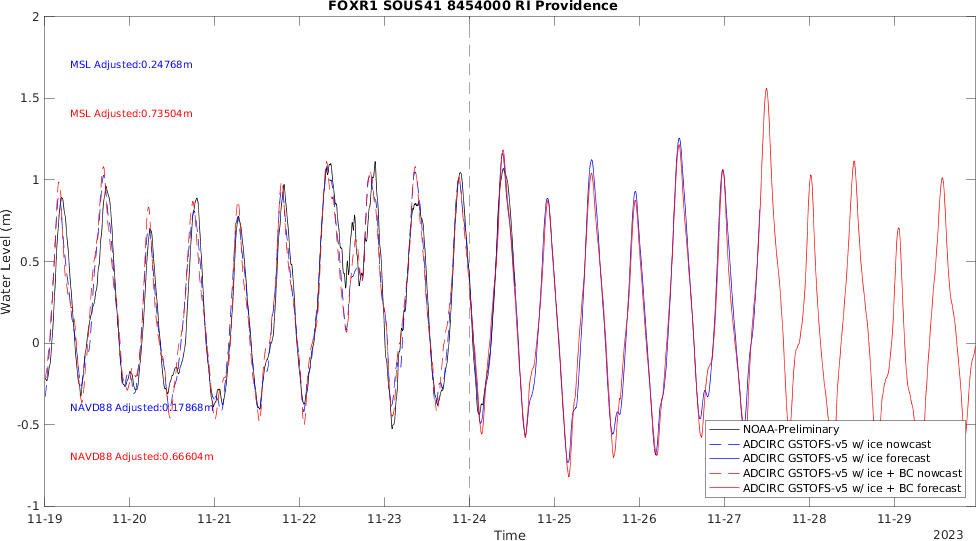 FOXR1 SOUS41 8454000 RI Providence
2
1.5
1
0.5
0
-0.5
-1
Water Level (m)
MSL Adjusted:0.24768m
MSL Adjusted:0.73504m
NAVD88 Adjusted:0.17868m
NAVD88 Adjusted:0.66604m
NOAA-Preliminary
ADCIRC GSTOFS-v5 w/ ice nowcast
ADCIRC GSTOFS-v5 w/ ice forecast
ADCIRC GSTOFS-v5 w/ ice + BC nowcast
ADCIRC GSTOFS-v5 w/ ice + BC forecast
11-19 11-20 11-21 11-22 11-23 11-24 11-25 11-26 11-27 11-28 11-29
Time
2023